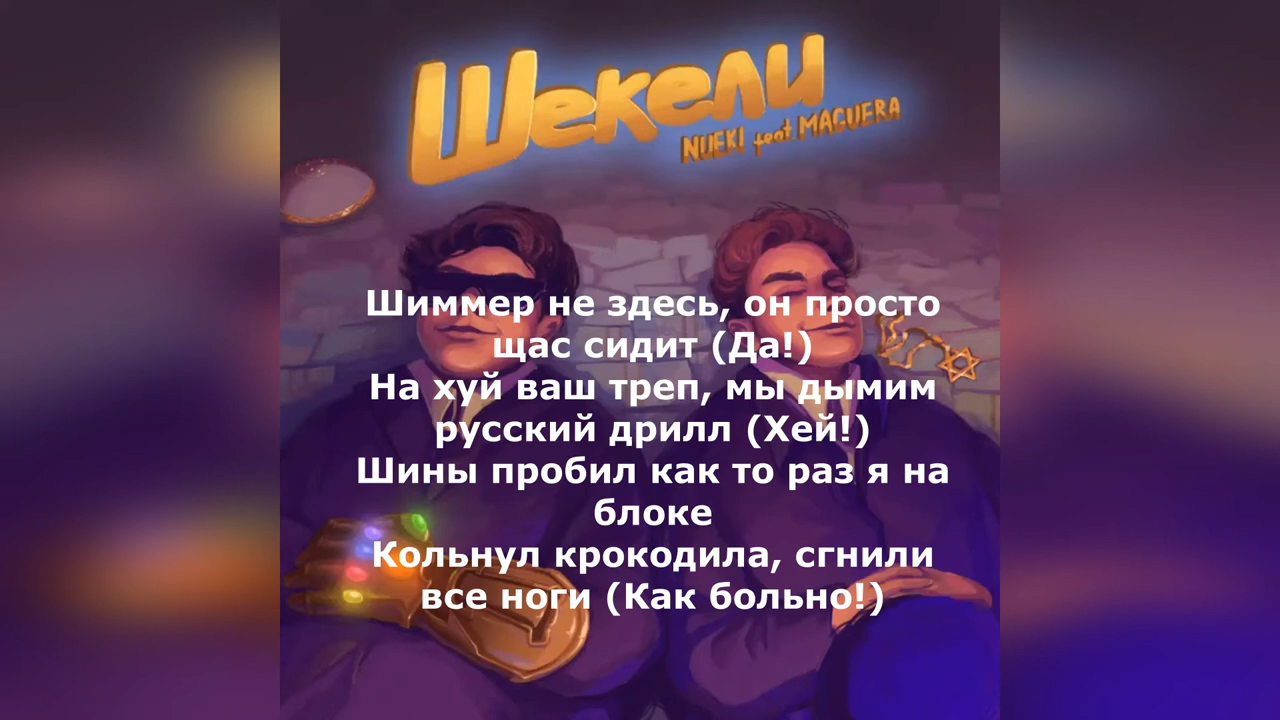 Шекели
NUEKI feat. MAGUERA
Шиммер не здесь, он просто
щас сидит (Да!)
На хуй ваш треп, мы дымим
русский дрилл (Хей!)
Шины пробил как то раз я на
блоке
Кольнул крокодила, сгнили
все ноги (Как больно!)